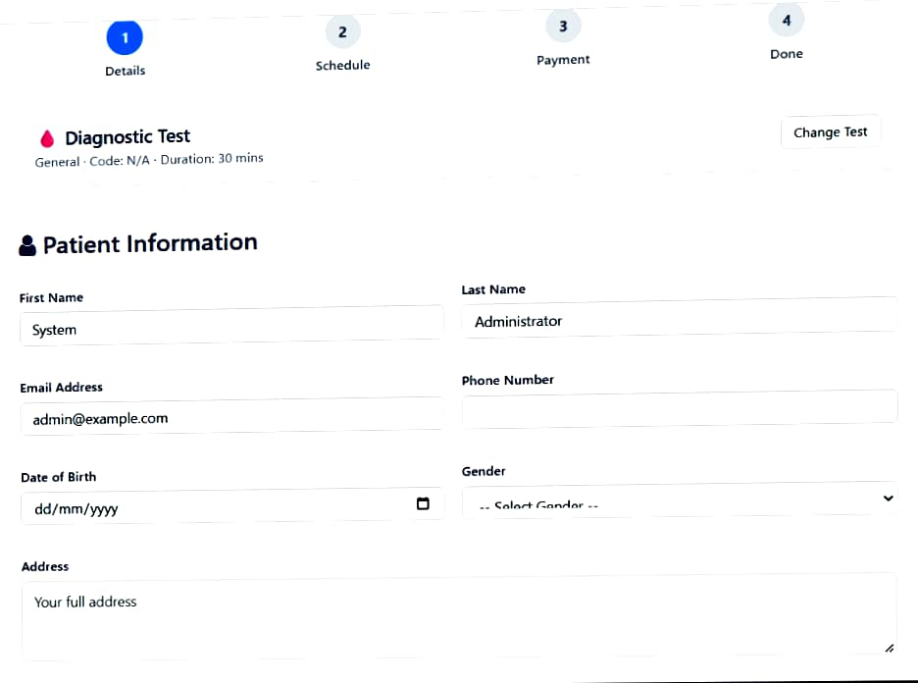 1
Details
2
Schedule
3
Payment
4
Done
Diagnostic Test
General · Code: N/A · Duration: 30 mins
Change Test
Patient Information
First Name
System
Last Name
Administrator
Email Address
admin@example.com
Phone Number
Date of Birth
dd/mm/yyyy
Gender
-- Select Gender --
Address
Your full address